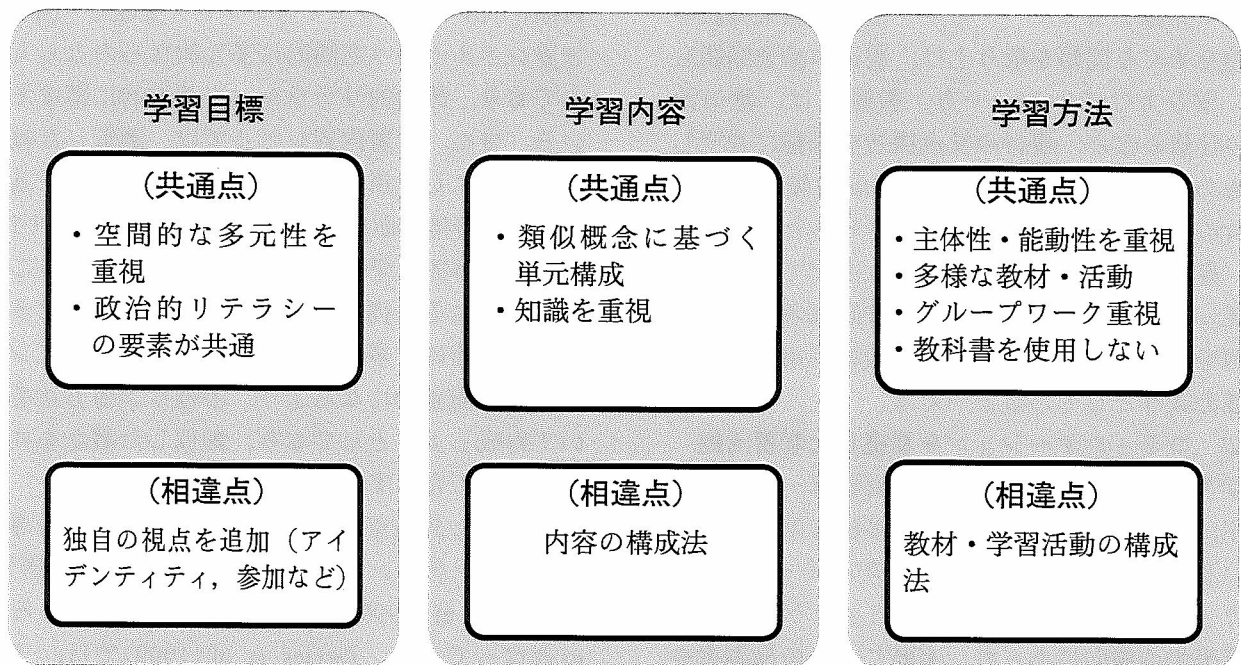 学習目標
(共通点)
・空間的な多元性を
重視
・政治的リテラシー
の要素が共通
(相違点)
独自の視点を追加（アイ
デンティティ，参加など）
学習内容
(共通点)
・類似概念に基づく
単元構成
・知識を重視
(相違点)
内容の構成法
学習方法
(共通点)
・主体性・能動性を重視
・多様な教材・活動
・グループワーク重視
・教科書を使用しない
(相違点)
教材・学習活動の構成
法